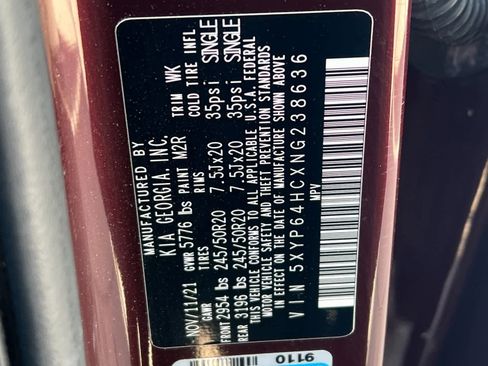 MANUFACTURED BY
KIA GEORGIA, INC.
NOV/11/21 GVWR 5776 lbs PAINT M2R TRIM WK
GAWR TIRES RIMS COLD TIRE INFL
FRONT 2954 lbs 245/50R20 7.5Jx20 35psi SINGLE
REAR 3196 lbs 245/50R20 7.5Jx20 35psi SINGLE
THIS VEHICLE CONFORMS TO ALL APPLICABLE U.S.A. FEDERAL
MOTOR VEHICLE SAFETY AND THEFT PREVENTION STANDARDS
IN EFFECT ON THE DATE OF MANUFACTURE SHOWN ABOVE
VIN 5XYP64HCXNG238636
MPV
9110